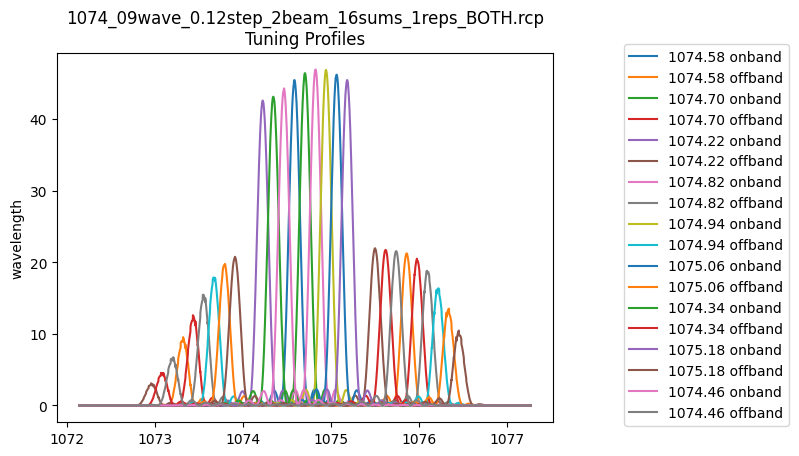 1074_09wave_0.12step_2beam_16sums_1reps_BOTH.rcp
Tuning Profiles
wavelength
40
30
20
10
0
1072 1073 1074 1075 1076 1077
1074.58 onband
1074.58 offband
1074.70 onband
1074.70 offband
1074.22 onband
1074.22 offband
1074.82 onband
1074.82 offband
1074.94 onband
1074.94 offband
1075.06 onband
1075.06 offband
1074.34 onband
1074.34 offband
1075.18 onband
1075.18 offband
1074.46 onband
1074.46 offband